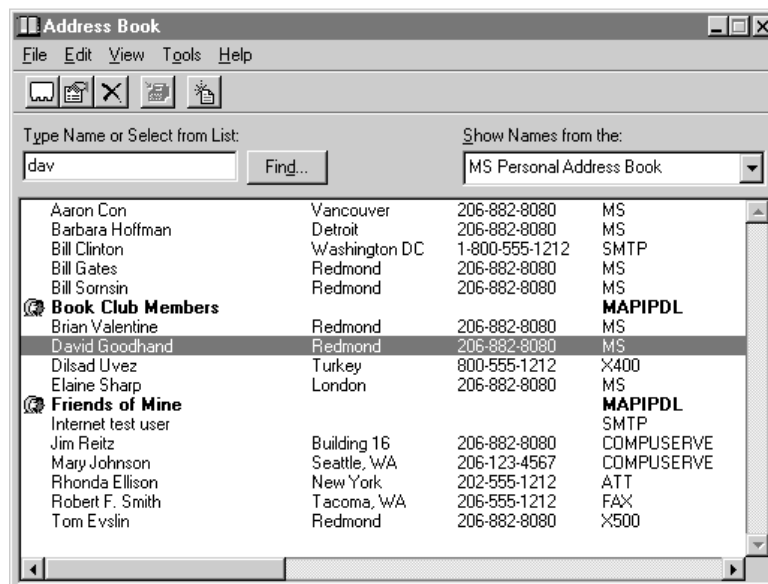 Address Book
File Edit View Tools Help
Type Name or Select from List: Show Names from the:
dav Find... MS Personal Address Book
Aaron Con Vancouver 206-882-8080 MS
Barbara Hoffman Detroit 206-882-8080 MS
Bill Clinton Washington DC 1-800-555-1212 SMTP
Bill Gates Redmond 206-882-8080 MS
Bill Sornsin Redmond 206-882-8080 MS
Book Club Members MAPIPDL
Brian Valentine Redmond 206-882-8080 MS
David Goodhand Redmond 206-882-8080 MS
Dilsad Uvez Turkey 800-555-1212 X400
Elaine Sharp London 206-882-8080 MS
Friends of Mine MAPIPDL
Internet test user SMTP
Jim Reitz Building 16 206-882-8080 COMPUSERVE
Mary Johnson Seattle, WA 206-123-4567 COMPUSERVE
Rhonda Ellison New York 202-555-1212 ATT
Robert F. Smith Tacoma, WA 206-555-1212 FAX
Tom Evslin Redmond 206-882-8080 X500